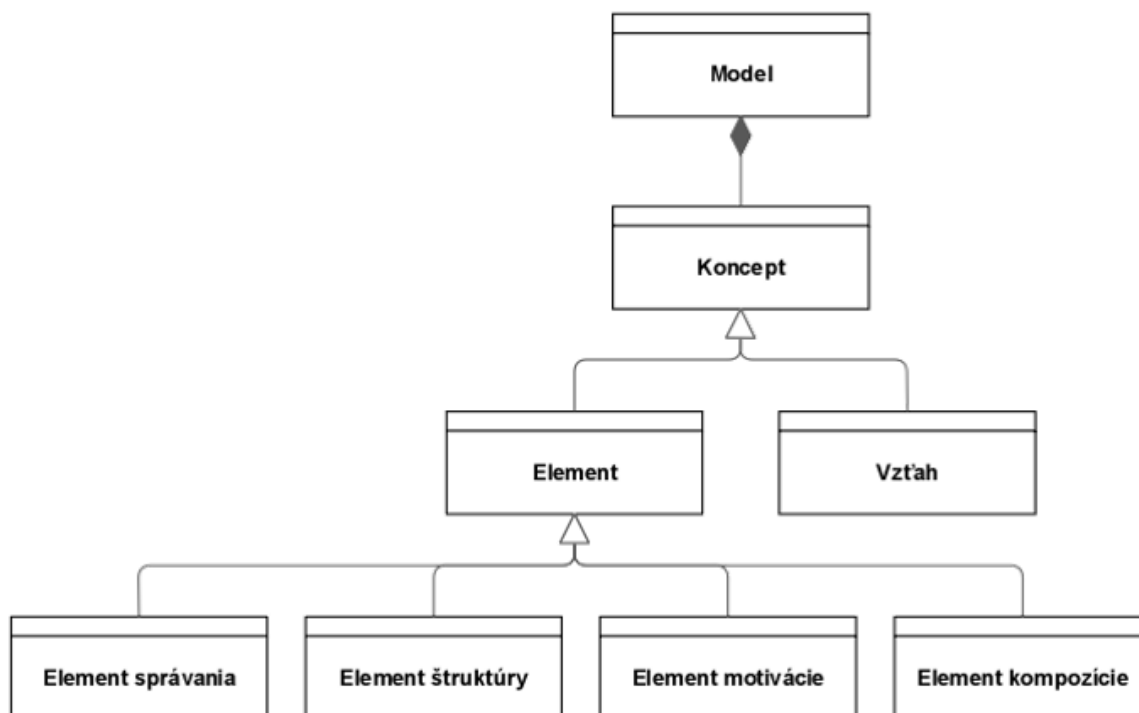 Model
Koncept
Element
Vzťah
Element správania
Element štruktúry
Element motivácie
Element kompozície